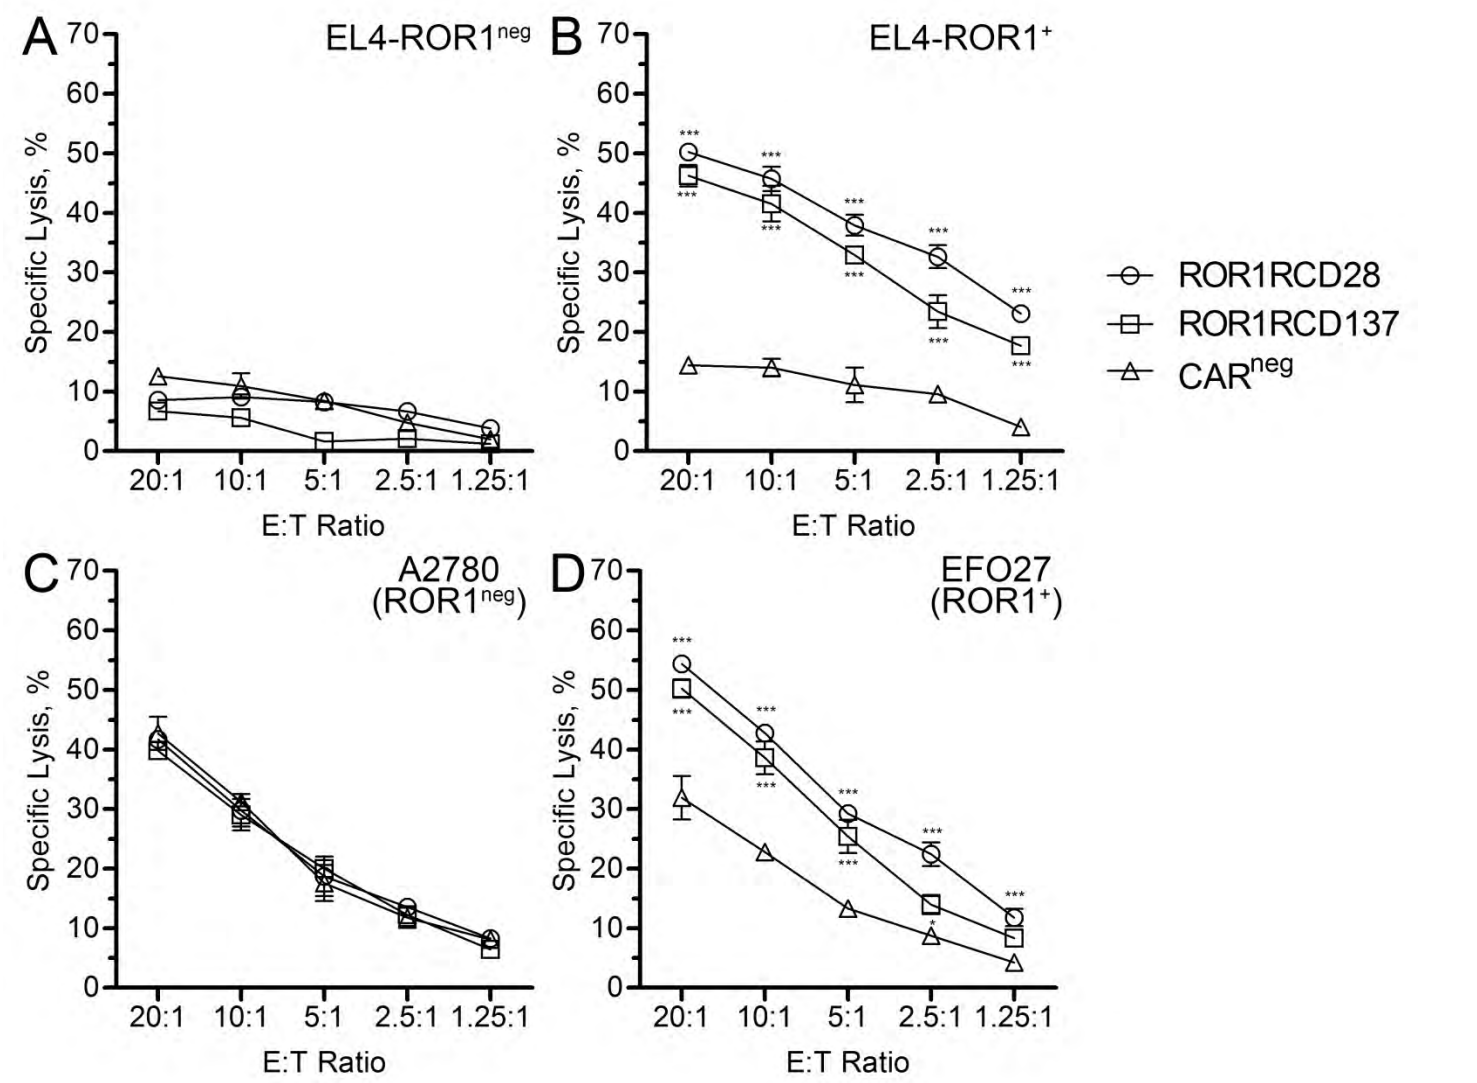 A
EL4-ROR1neg
70
60
50
40
30
20
10
0
Specific Lysis, %
20:1 10:1 5:1 2.5:1 1.25:1
E:T Ratio
B
EL4-ROR1+
70
60
50
40
30
20
10
0
Specific Lysis, %
*** *** *** *** ***
*** *** *** *** ***
20:1 10:1 5:1 2.5:1 1.25:1
E:T Ratio
ROR1RCD28
ROR1RCD137
CARneg
C
A2780
(ROR1neg)
70
60
50
40
30
20
10
0
Specific Lysis, %
20:1 10:1 5:1 2.5:1 1.25:1
E:T Ratio
D
EFO27
(ROR1+)
70
60
50
40
30
20
10
0
Specific Lysis, %
*** *** *** *** ***
*** *** *** *
20:1 10:1 5:1 2.5:1 1.25:1
E:T Ratio